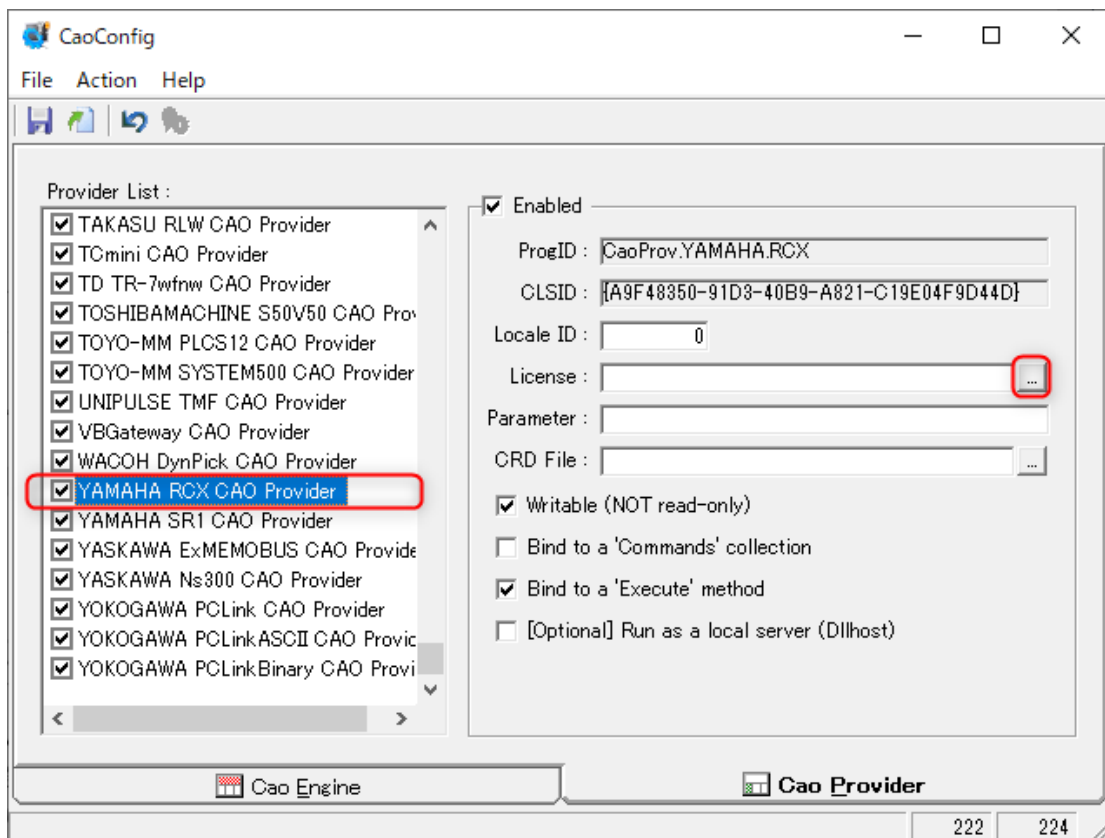 CaoConfig
File Action Help
Provider List :
TAKASU RLW CAO Provider
TCmini CAO Provider
TD TR-7wfnw CAO Provider
TOSHIBAMACHINE S50V50 CAO Prov
TOYO-MM PLCS12 CAO Provider
TOYO-MM SYSTEM500 CAO Provider
UNIPULSE TMF CAO Provider
VBGateway CAO Provider
WACOH DynPick CAO Provider
YAMAHA RCX CAO Provider
YAMAHA SR1 CAO Provider
YASKAWA ExMEMOBUS CAO Provide
YASKAWA Ns300 CAO Provider
YOKOGAWA PCLink CAO Provider
YOKOGAWA PCLinkASCII CAO Provid
YOKOGAWA PCLinkBinary CAO Provi
Enabled
ProgID : CaoProv.YAMAHA.RCX
CLSID : {A9F48350-91D3-40B9-A821-C19E04F9D44D}
Locale ID : 0
License : ...
Parameter :
CRD File : ...
Writable (NOT read-only)
Bind to a 'Commands' collection
Bind to a 'Execute' method
[Optional] Run as a local server (Dllhost)
Cao Engine
Cao Provider
222 224